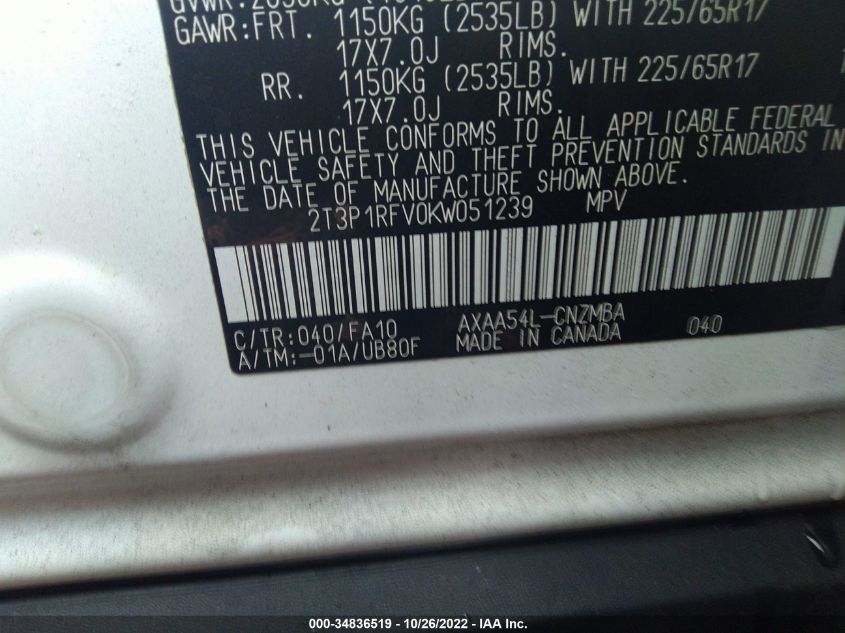 GAWR:FRT. 1150KG (2535LB) WITH 225/65R17
17X7.0J RIMS.
RR. 1150KG (2535LB) WITH 225/65R17
17X7.0J RIMS.
THIS VEHICLE CONFORMS TO ALL APPLICABLE FEDERAL
VEHICLE SAFETY AND THEFT PREVENTION STANDARDS IN
THE DATE OF MANUFACTURE SHOWN ABOVE.
2T3P1RFV0KW051239 MPV
C/TR:040/FA10 AXAA54L-CNZMBA 040
A/TM:-01A/UB80F MADE IN CANADA
000-34836519 / 10/26/2022 - IAA Inc.